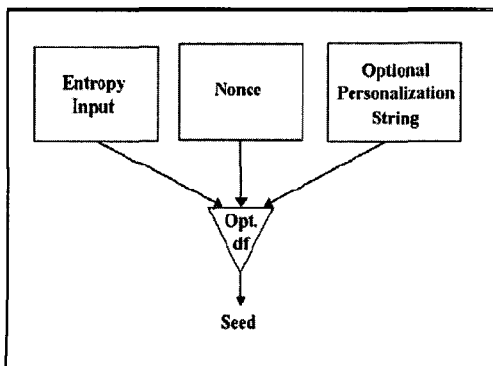 Entropy
Input
Nonce
Optional
Personalization
String
Opt.
df
Seed